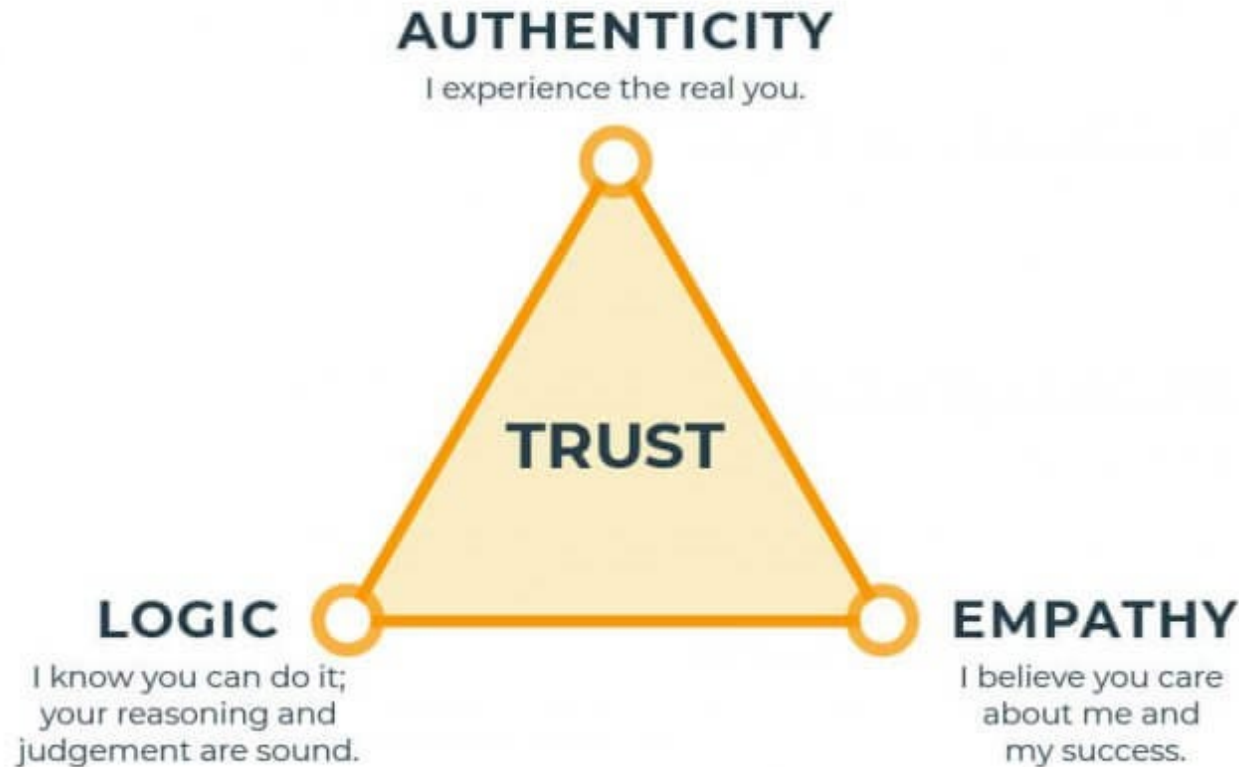 AUTHENTICITY
I experience the real you.
TRUST
LOGIC
I know you can do it;
your reasoning and
judgement are sound.
EMPATHY
I believe you care
about me and
my success.